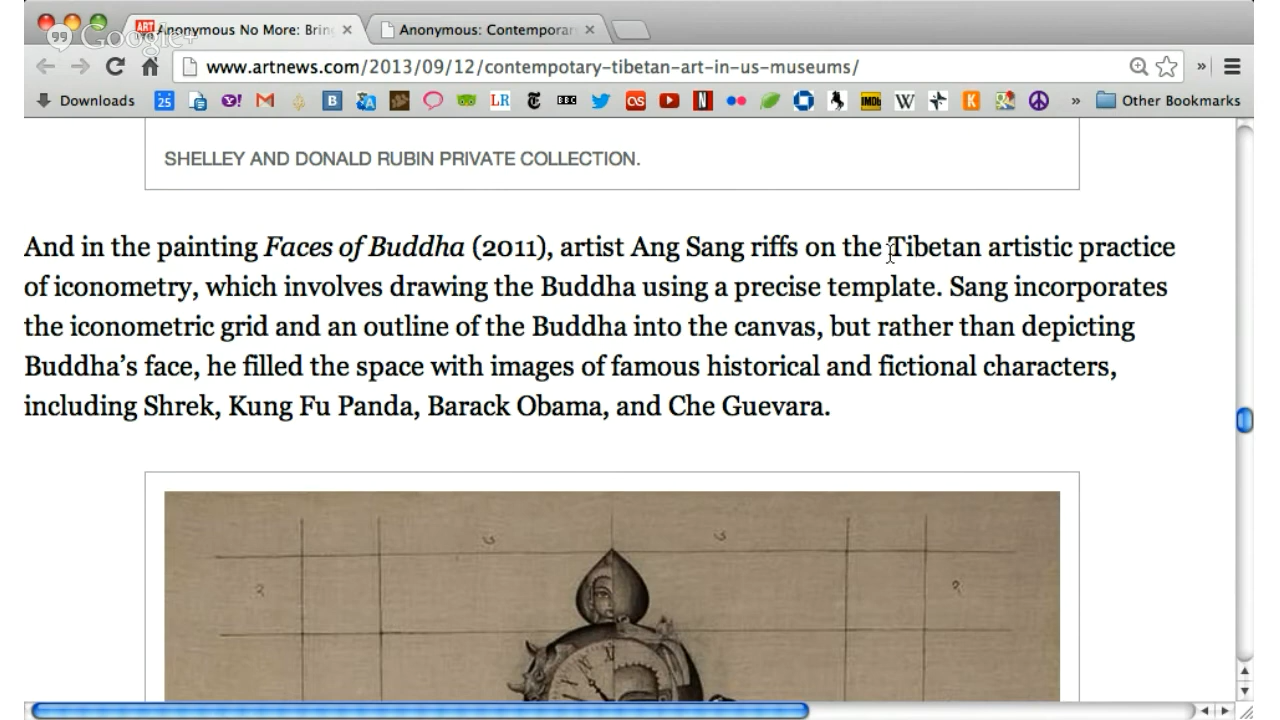 Anonymous No More: Brin
Anonymous: Contemporar
Google+
www.artnews.com/2013/09/12/contempotary-tibetan-art-in-us-museums/
Downloads
Other Bookmarks
SHELLEY AND DONALD RUBIN PRIVATE COLLECTION.
And in the painting Faces of Buddha (2011), artist Ang Sang riffs on the Tibetan artistic practice
of iconometry, which involves drawing the Buddha using a precise template. Sang incorporates
the iconometric grid and an outline of the Buddha into the canvas, but rather than depicting
Buddha’s face, he filled the space with images of famous historical and fictional characters,
including Shrek, Kung Fu Panda, Barack Obama, and Che Guevara.